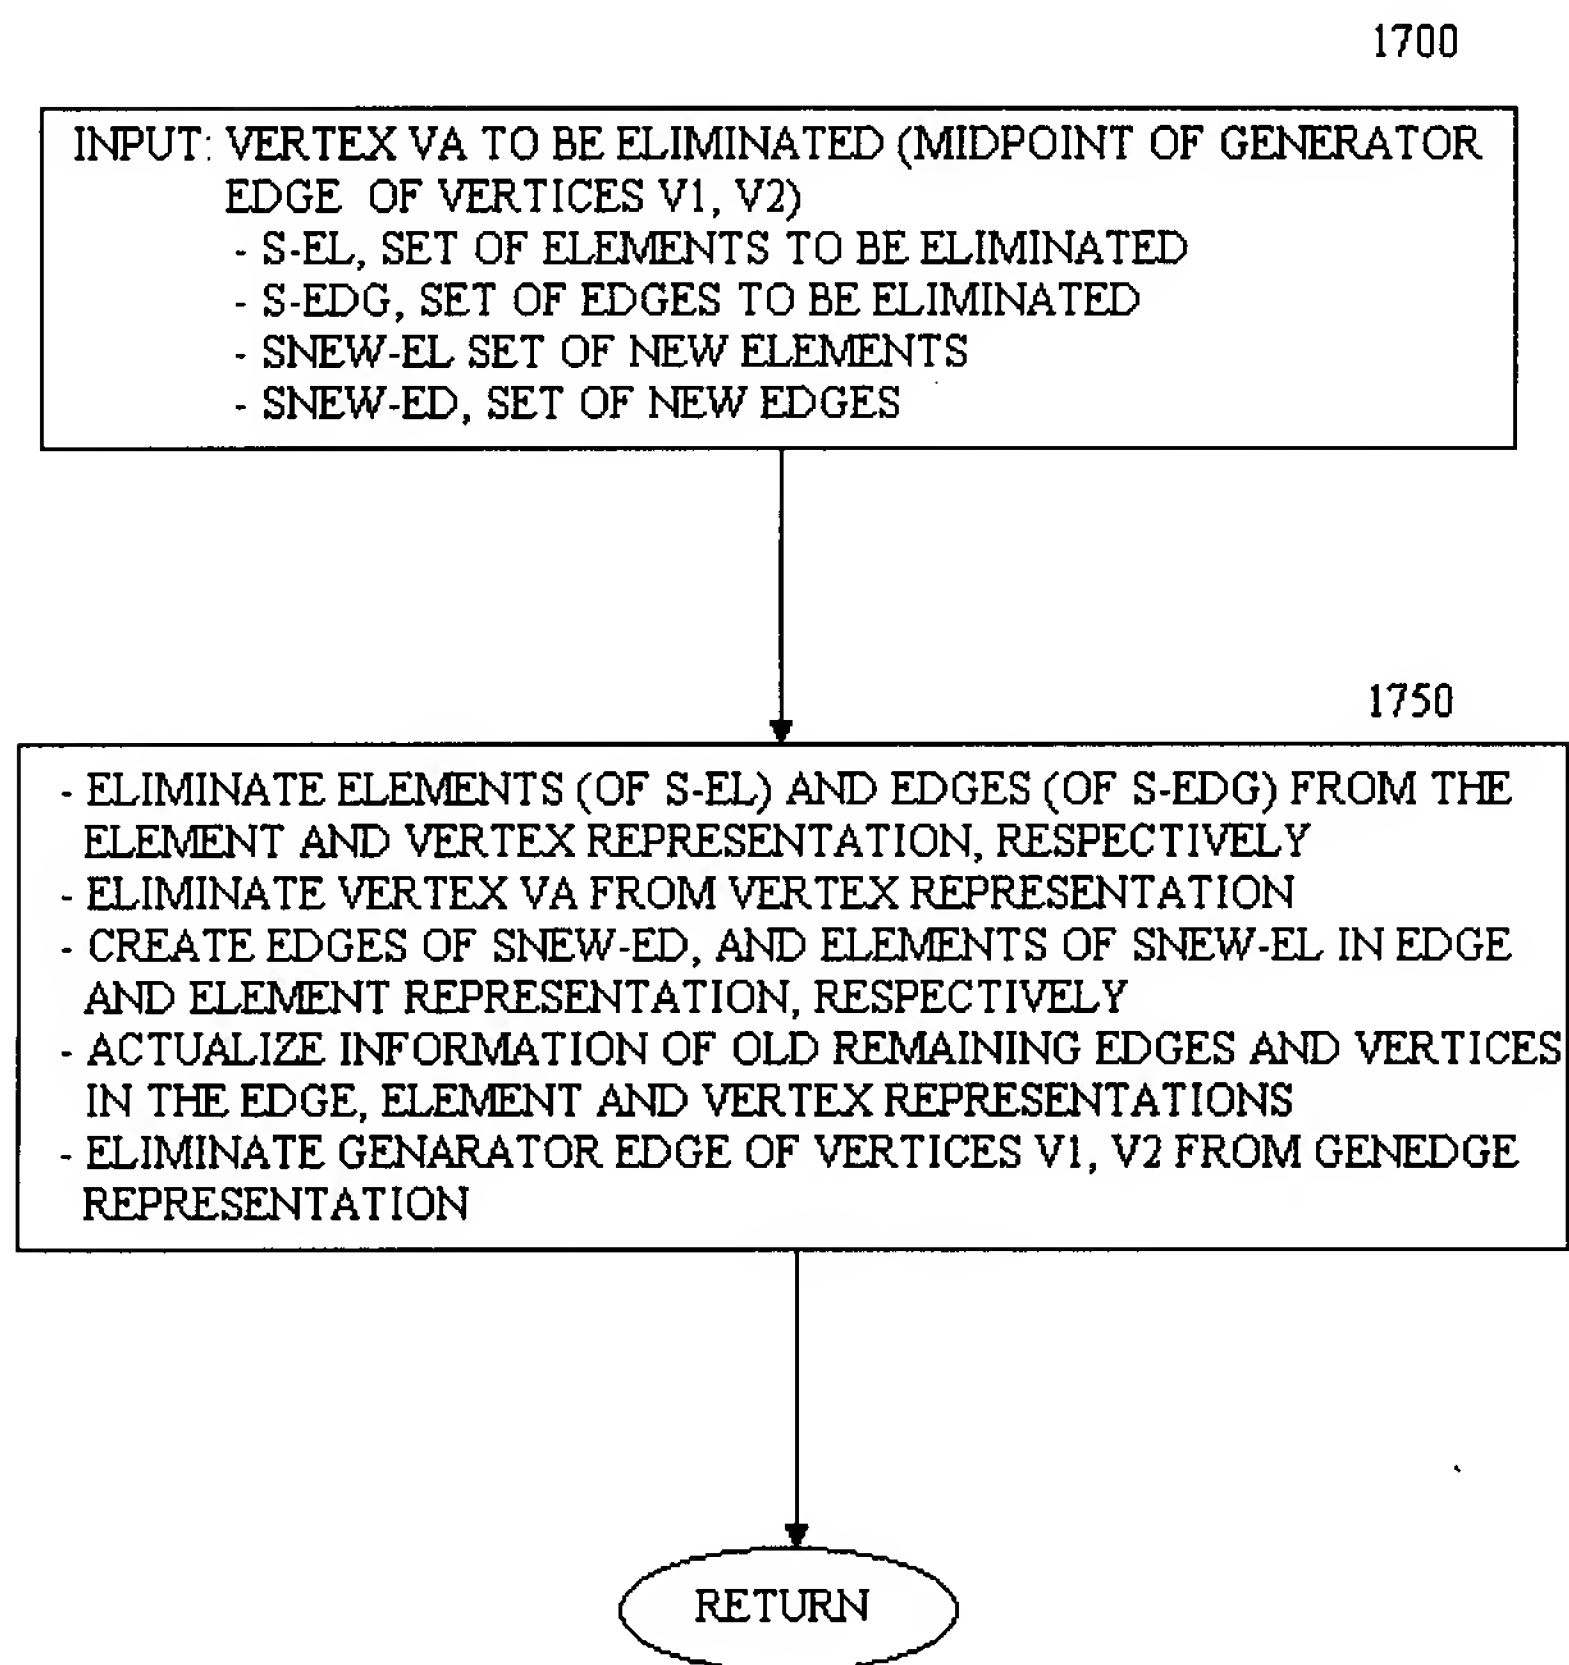 1700
INPUT: VERTEX VA TO BE ELIMINATED (MIDPOINT OF GENERATOR
EDGE OF VERTICES V1, V2)
- S-EL, SET OF ELEMENTS TO BE ELIMINATED
- S-EDG, SET OF EDGES TO BE ELIMINATED
- SNEW-EL SET OF NEW ELEMENTS
- SNEW-ED, SET OF NEW EDGES
1750
- ELIMINATE ELEMENTS (OF S-EL) AND EDGES (OF S-EDG) FROM THE
ELEMENT AND VERTEX REPRESENTATION, RESPECTIVELY
- ELIMINATE VERTEX VA FROM VERTEX REPRESENTATION
- CREATE EDGES OF SNEW-ED, AND ELEMENTS OF SNEW-EL IN EDGE
AND ELEMENT REPRESENTATION, RESPECTIVELY
- ACTUALIZE INFORMATION OF OLD REMAINING EDGES AND VERTICES
IN THE EDGE, ELEMENT AND VERTEX REPRESENTATIONS
- ELIMINATE GENARATOR EDGE OF VERTICES V1, V2 FROM GENEDGE
REPRESENTATION
RETURN